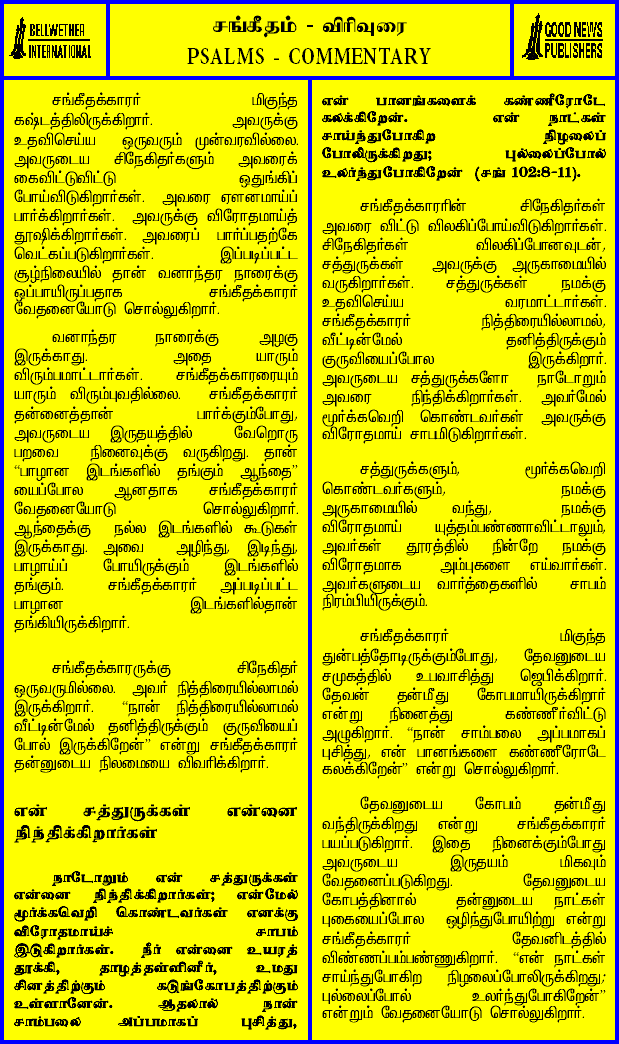 BELLWETHER
INTERNATIONAL
சங்கீதம் - விரிவுரை
PSALMS - COMMENTARY
GOOD NEWS
PUBLISHERS
சங்கீதக்காரர் மிகுந்த
கஷ்டத்திலிருக்கிறார். அவருக்கு
உதவிசெய்ய ஒருவரும் முன்வரவில்லை.
அவருடைய சிநேகிதர்களும் அவரைக்
கைவிட்டுவிட்டு ஒதுங்கிப்
போய்விடுகிறார்கள். அவரை ஏளனமாய்ப்
பார்க்கிறார்கள். அவருக்கு விரோதமாய்த்
தூஷிக்கிறார்கள். அவரைப் பார்ப்பதற்கே
வெட்கப்படுகிறார்கள். இப்படிப்பட்ட
சூழ்நிலையில் தான் வனாந்தர நாரைக்கு
ஒப்பாயிருப்பதாக சங்கீதக்காரர்
வேதனையோடு சொல்லுகிறார்.
வனாந்தர நாரைக்கு அழகு
இருக்காது. அதை யாரும்
விரும்பமாட்டார்கள். சங்கீதக்காரரையும்
யாரும் விரும்புவதில்லை. சங்கீதக்காரர்
தன்னைத்தான் பார்க்கும்போது,
அவருடைய இருதயத்தில் வேறொரு
பறவை நினைவுக்கு வருகிறது. தான்
“பாழான இடங்களில் தங்கும் ஆந்தை”
யைப்போல ஆனதாக சங்கீதக்காரர்
வேதனையோடு சொல்லுகிறார்.
ஆந்தைக்கு நல்ல இடங்களில் கூடுகள்
இருக்காது. அவை அழிந்து, இடிந்து,
பாழாய்ப் போயிருக்கும் இடங்களில்
தங்கும். சங்கீதக்காரர் அப்படிப்பட்ட
பாழான இடங்களில்தான்
தங்கியிருக்கிறார்.
சங்கீதக்காரருக்கு சிநேகிதர்
ஒருவருமில்லை. அவர் நித்திரையில்லாமல்
இருக்கிறார். “நான் நித்திரையில்லாமல்
வீட்டின்மேல் தனித்திருக்கும் குருவியைப்
போல் இருக்கிறேன்” என்று சங்கீதக்காரர்
தன்னுடைய நிலமையை விவரிக்கிறார்.
என் சத்துருக்கள் என்னை
நிந்திக்கிறார்கள்
நாடோறும் என் சத்துருக்கள்
என்னை நிந்திக்கிறார்கள்; என்மேல்
மூர்க்கவெறி கொண்டவர்கள் எனக்கு
விரோதமாய்ச் சாபம்
இடுகிறார்கள். நீர் என்னை உயரத்
தூக்கி, தாழத்தள்ளினீர், உமது
சினத்திற்கும் கடுங்கோபத்திற்கும்
உள்ளானேன். ஆதலால் நான்
சாம்பலை அப்பமாகப் புசித்து,
என் பானங்களைக் கண்ணீரோடே
கலக்கிறேன். என் நாட்கள்
சாய்ந்துபோகிற நிழலைப்
போலிருக்கிறது; புல்லைப்போல்
உலர்ந்துபோகிறேன் (சங் 102:8-11).
சங்கீதக்காரரின் சிநேகிதர்கள்
அவரை விட்டு விலகிப்போய்விடுகிறார்கள்.
சிநேகிதர்கள் விலகிப்போனவுடன்,
சத்துருக்கள் அவருக்கு அருகாமையில்
வருகிறார்கள். சத்துருக்கள் நமக்கு
உதவிசெய்ய வரமாட்டார்கள்.
சங்கீதக்காரர் நித்திரையில்லாமல்,
வீட்டின்மேல் தனித்திருக்கும்
குருவியைப்போல இருக்கிறார்.
அவருடைய சத்துருக்களோ நாடோறும்
அவரை நிந்திக்கிறார்கள். அவர்மேல்
மூர்க்கவெறி கொண்டவர்கள் அவருக்கு
விரோதமாய் சாபமிடுகிறார்கள்.
சத்துருக்களும், மூர்க்கவெறி
கொண்டவர்களும், நமக்கு
அருகாமையில் வந்து, நமக்கு
விரோதமாய் யுத்தம்பண்ணாவிட்டாலும்,
அவர்கள் தூரத்தில் நின்றே நமக்கு
விரோதமாக அம்புகளை எய்வார்கள்.
அவர்களுடைய வார்த்தைகளில் சாபம்
நிரம்பியிருக்கும்.
சங்கீதக்காரர் மிகுந்த
துன்பத்தோடிருக்கும்போது, தேவனுடைய
சமுகத்தில் உபவாசித்து ஜெபிக்கிறார்.
தேவன் தன்மீது கோபமாயிருக்கிறார்
என்று நினைத்து கண்ணீர்விட்டு
அழுகிறார். “நான் சாம்பலை அப்பமாகப்
புசித்து, என் பானங்களை கண்ணீரோடே
கலக்கிறேன்” என்று சொல்லுகிறார்.
தேவனுடைய கோபம் தன்மீது
வந்திருக்கிறது என்று சங்கீதக்காரர்
பயப்படுகிறார். இதை நினைக்கும்போது
அவருடைய இருதயம் மிகவும்
வேதனைப்படுகிறது. தேவனுடைய
கோபத்தினால் தன்னுடைய நாட்கள்
புகையைப்போல ஒழிந்துபோயிற்று என்று
சங்கீதக்காரர் தேவனிடத்தில்
விண்ணப்பம்பண்ணுகிறார். “என் நாட்கள்
சாய்ந்துபோகிற நிழலைப்போலிருக்கிறது;
புல்லைப்போல் உலர்ந்துபோகிறேன்”
என்றும் வேதனையோடு சொல்லுகிறார்.